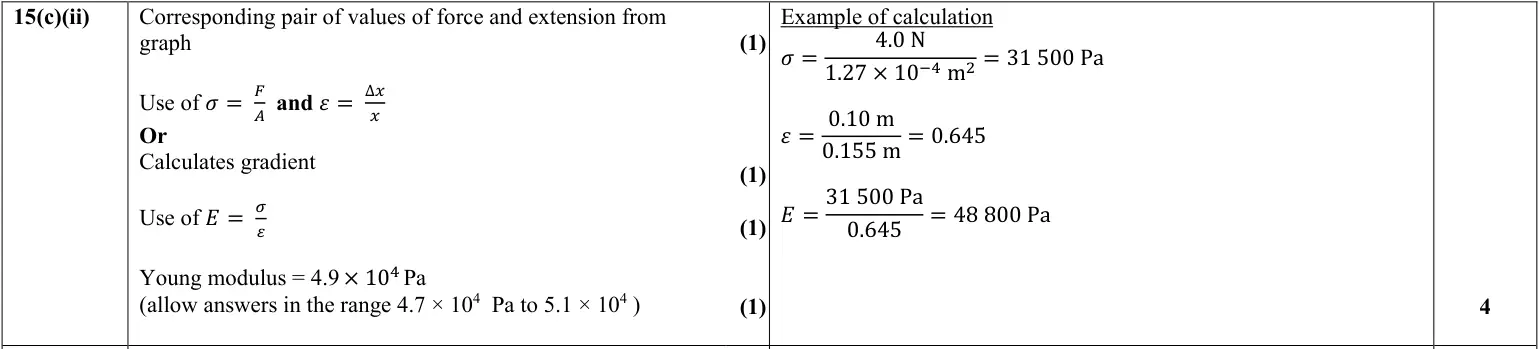 15(c)(ii)
Corresponding pair of values of force and extension from
graph (1)
Use of σ = F/A and ε = Δx/x
Or
Calculates gradient
(1)
Use of E = σ/ε
(1)
Young modulus = 4.9 × 10⁴ Pa
(allow answers in the range 4.7 × 10⁴ Pa to 5.1 × 10⁴ )
(1)
Example of calculation
σ = 4.0 N / 1.27 × 10⁻⁴ m² = 31 500 Pa
ε = 0.10 m / 0.155 m = 0.645
E = 31 500 Pa / 0.645 = 48 800 Pa
4